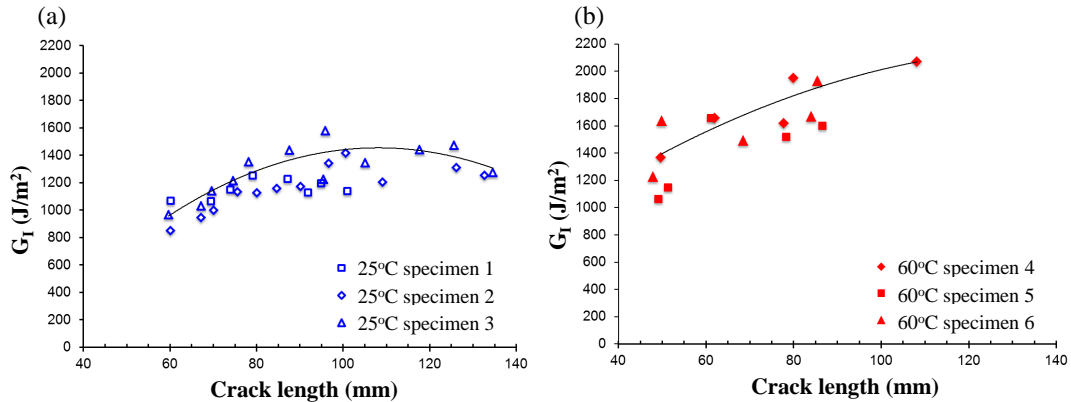 (a)
2200
2000
1800
1600
1400
1200
1000
800
600
400
200
0
G_I (J/m²)
40 60 80 100 120 140
Crack length (mm)
25°C specimen 1
25°C specimen 2
25°C specimen 3
(b)
2200
2000
1800
1600
1400
1200
1000
800
600
400
200
0
G_I (J/m²)
40 60 80 100 120 140
Crack length (mm)
60°C specimen 4
60°C specimen 5
60°C specimen 6